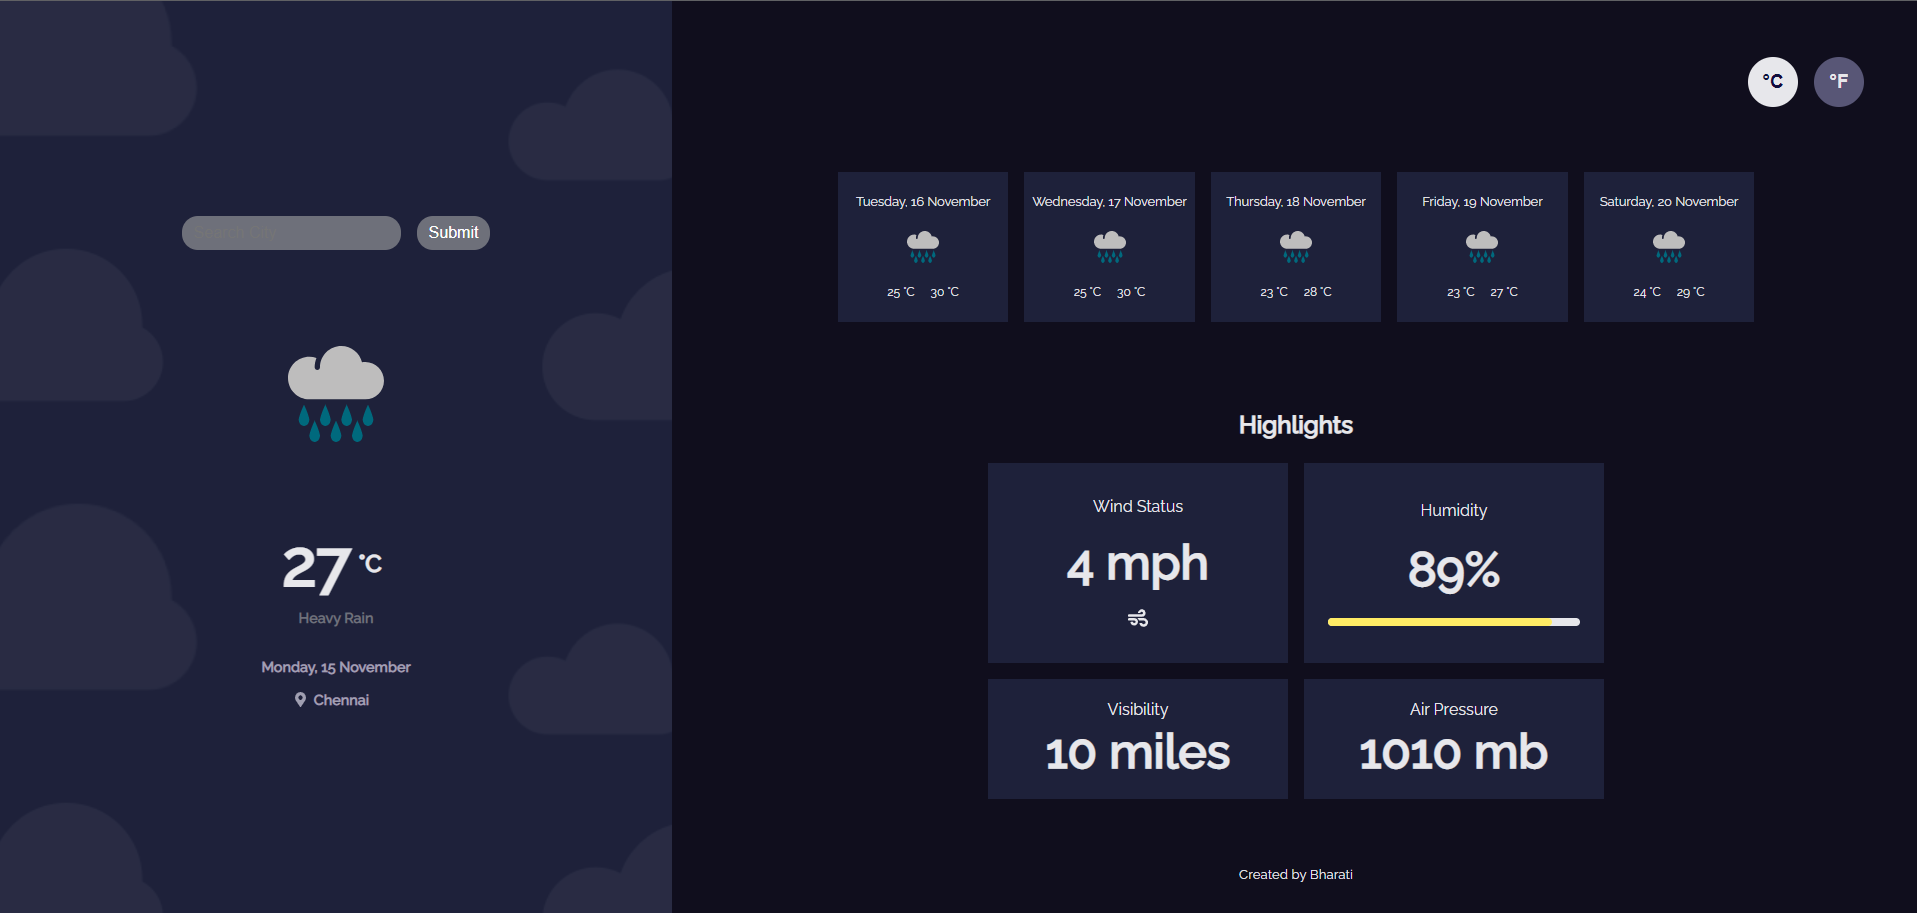 Submit
27 °C
Heavy Rain
Monday, 15 November
Chennai
°C °F
Tuesday, 16 November
25 °C 30 °C
Wednesday, 17 November
25 °C 30 °C
Thursday, 18 November
23 °C 28 °C
Friday, 19 November
23 °C 27 °C
Saturday, 20 November
24 °C 29 °C
Highlights
Wind Status
4 mph
Humidity
89%
Visibility
10 miles
Air Pressure
1010 mb
Created by Bharati